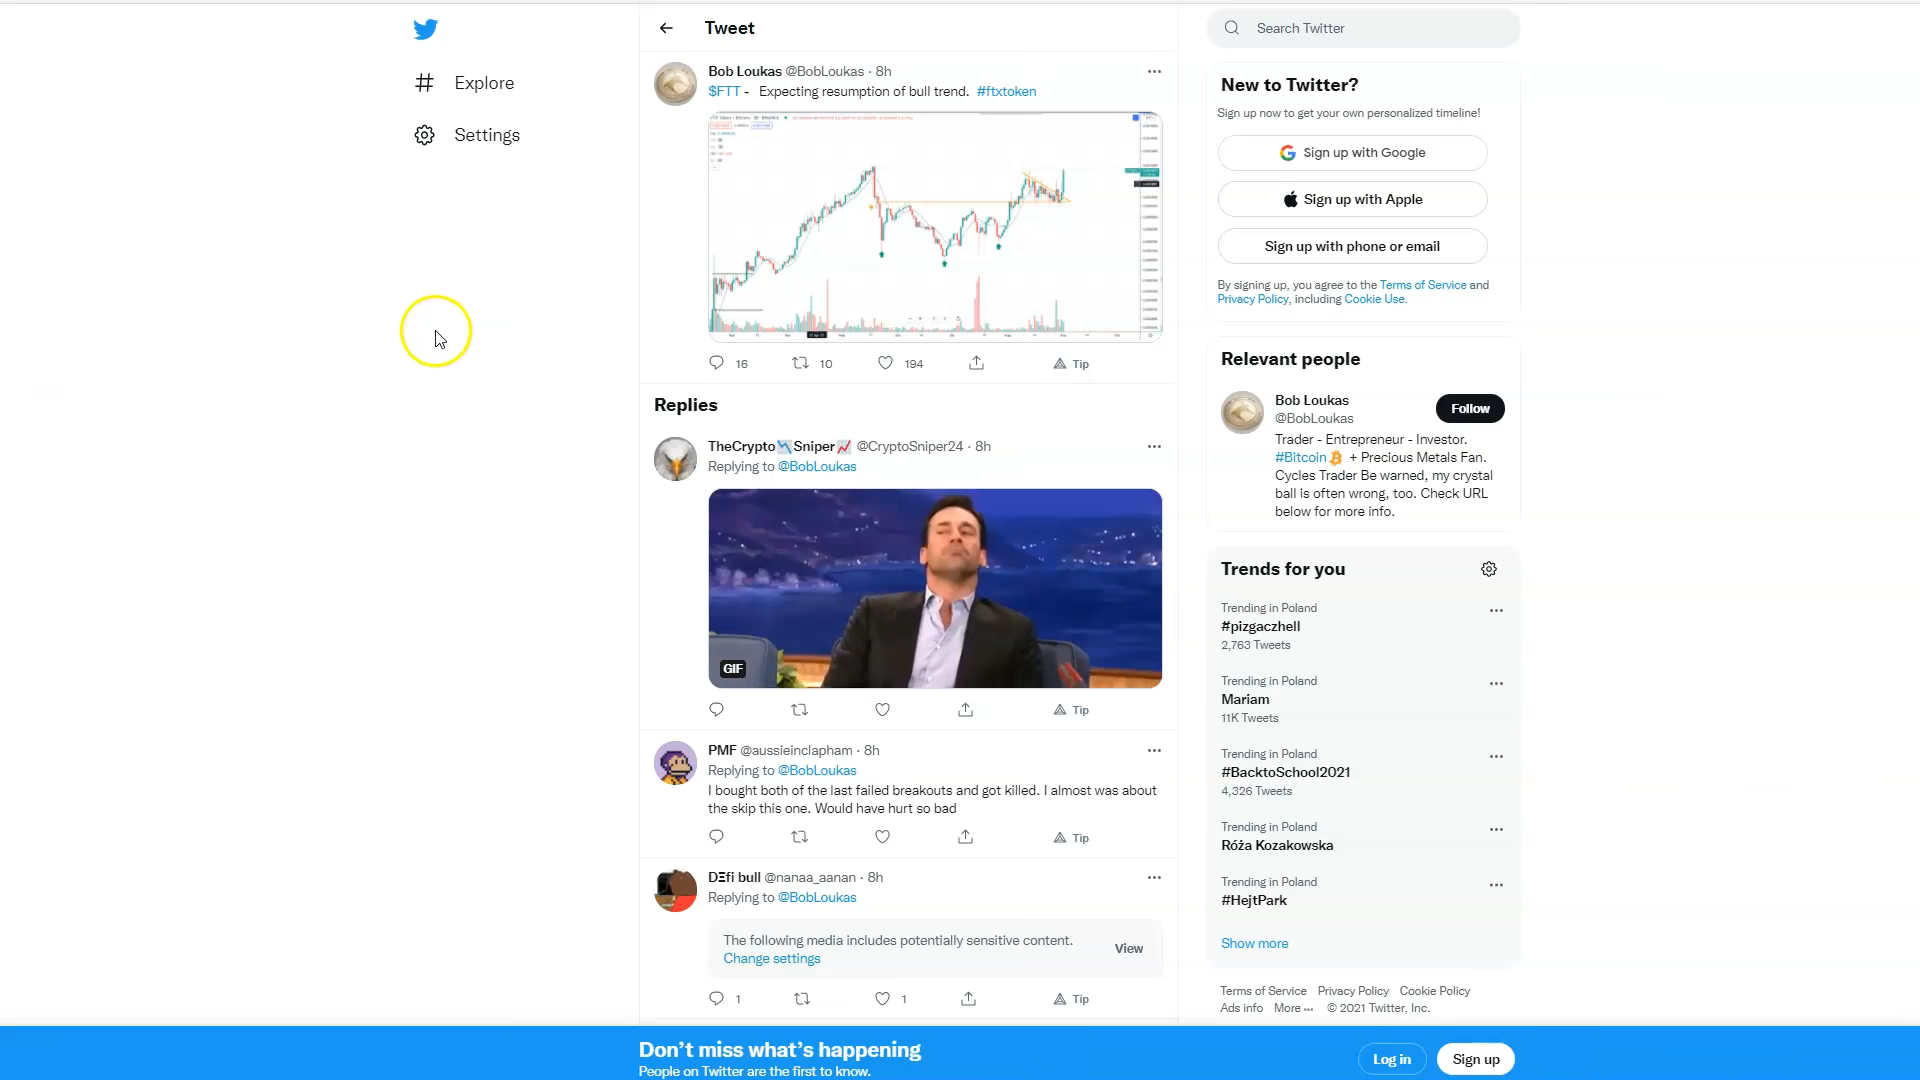 Tweet
Search Twitter
Explore
Settings
Bob Loukas @BobLoukas · 8h
$FTT - Expecting resumption of bull trend. #ftxtoken
16
10
194
Tip
Replies
TheCrypto📉Sniper📈 @CryptoSniper24 · 8h
Replying to @BobLoukas
GIF
Tip
PMF @aussieinclapham · 8h
Replying to @BobLoukas
I bought both of the last failed breakouts and got killed. I almost was about
the skip this one. Would have hurt so bad
Tip
DΞfi bull @nanaa_aanan · 8h
Replying to @BobLoukas
The following media includes potentially sensitive content.
Change settings
View
1
1
Tip
New to Twitter?
Sign up now to get your own personalized timeline!
Sign up with Google
Sign up with Apple
Sign up with phone or email
By signing up, you agree to the Terms of Service and
Privacy Policy, including Cookie Use.
Relevant people
Bob Loukas
@BobLoukas
Follow
Trader - Entrepreneur - Investor.
#Bitcoin + Precious Metals Fan.
Cycles Trader Be warned, my crystal
ball is often wrong, too. Check URL
below for more info.
Trends for you
Trending in Poland
#pizgaczhell
2,763 Tweets
Trending in Poland
Mariam
11K Tweets
Trending in Poland
#BacktoSchool2021
4,326 Tweets
Trending in Poland
Róża Kozakowska
Trending in Poland
#HejtPark
Show more
Terms of Service Privacy Policy Cookie Policy
Ads info More ··· © 2021 Twitter, Inc.
Don't miss what's happening
People on Twitter are the first to know.
Log in
Sign up